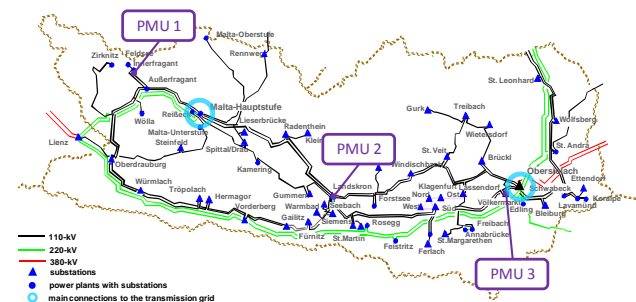 PMU 1
Malta-Oberstufe
Feldsee
Zirknitz
Innerfragant
Rennweg
Außerfragant
St. Leonhard
Malta-Hauptstufe
Reißeck
Wölla
Lieserbrücke
Gurk
Treibach
Wolfsberg
Malta-Unterstufe
Radenthein
Wietersdorf
Lienz
Steinfeld
Spittal/Drau
Klein
St. Andrä
PMU 2
St. Veit
Oberdrauburg
Kamering
Landskron
Windischbach
Brückl
Obersielach
Würmlach
Tröpolach
Hermagor
Gummern
Klagenfurt
Lassendorf
Schwabeck
Ettendorf
Warmbad
Seebach
Forstsee
Nord
Ost
Völkermarkt
Lavamünd
Koralpe
Vorderberg
Siemens
West
Süd
Edling
Bleiburg
Gailitz
Rosegg
Freibach
Fürnitz
St.Martin
Annabrücke
Feistritz
St.Margarethen
Ferlach
PMU 3
110-kV
220-kV
380-kV
substations
power plants with substations
main connections to the transmission grid